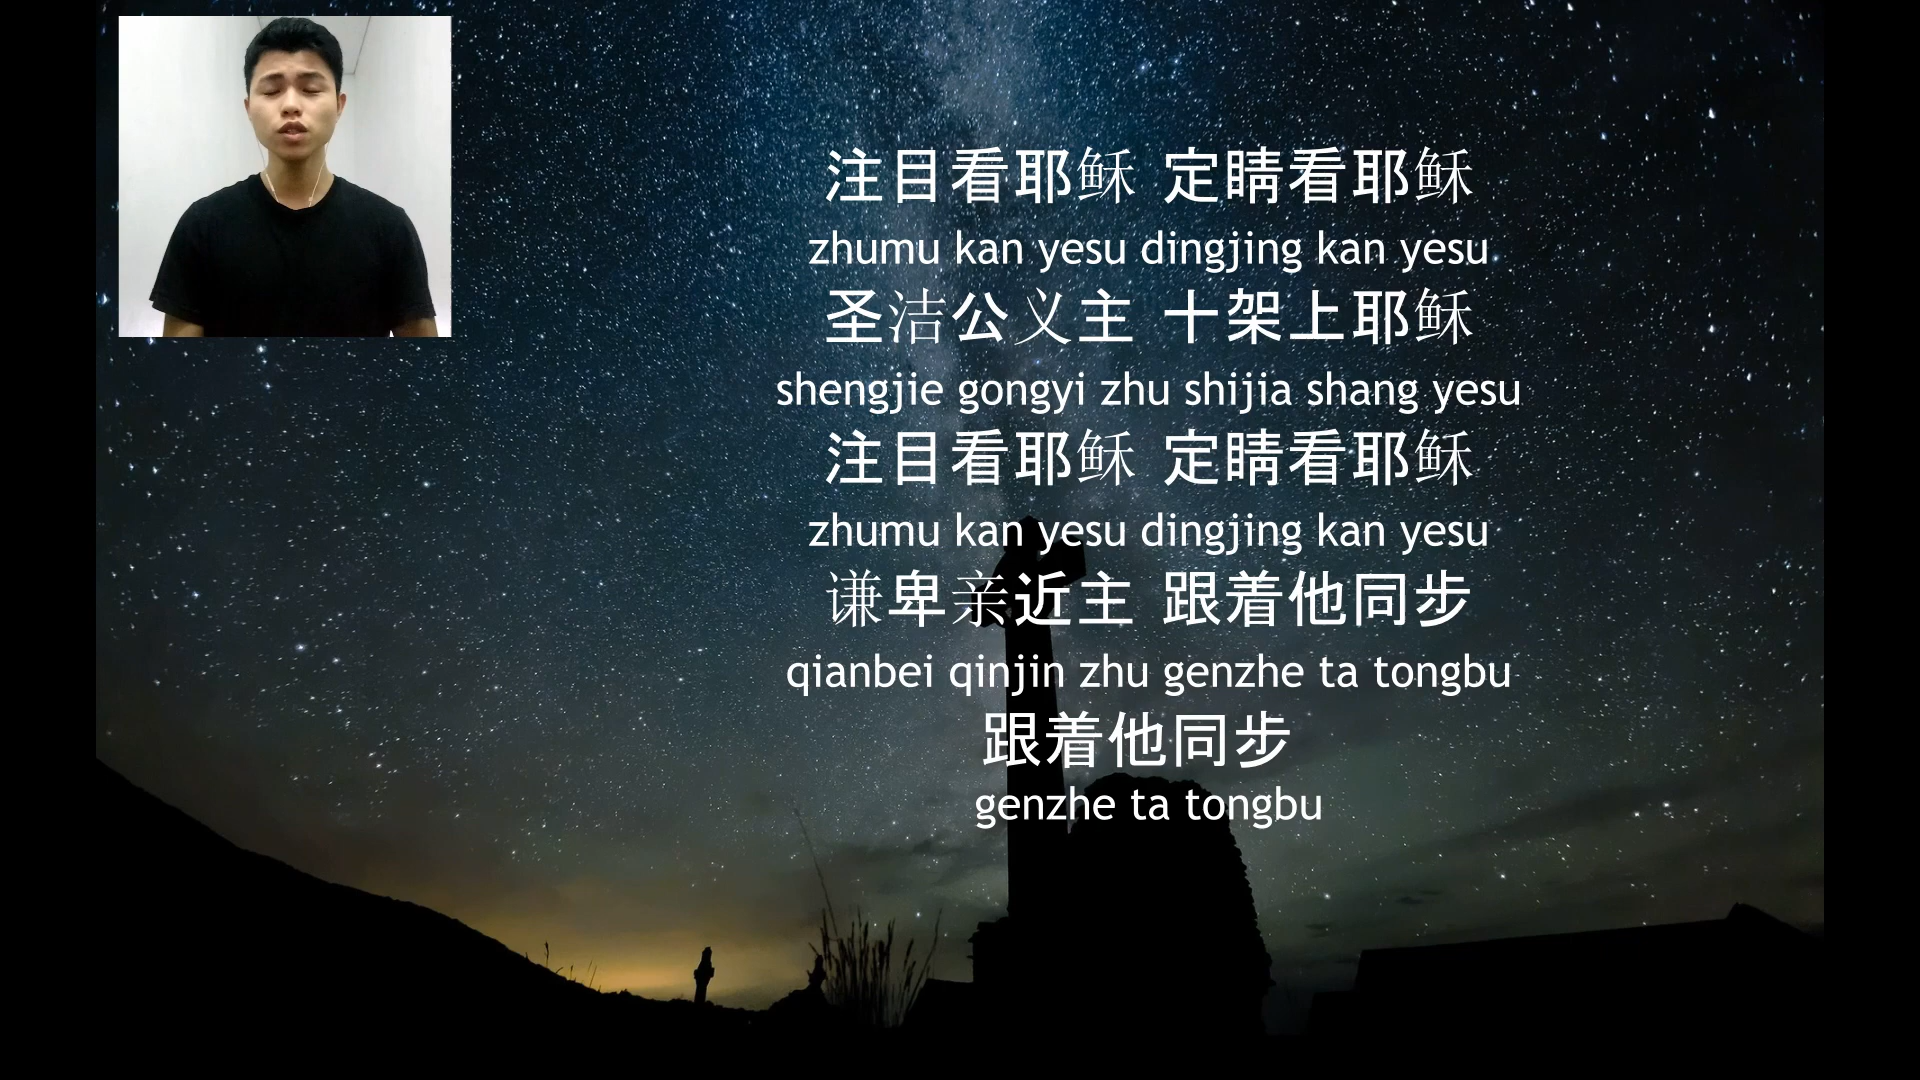 注目看耶稣 定睛看耶稣
zhumu kan yesu dingjing kan yesu
圣洁公义主 十架上耶稣
shengjie gongyi zhu shijia shang yesu
注目看耶稣 定睛看耶稣
zhumu kan yesu dingjing kan yesu
谦卑亲近主 跟着他同步
qianbei qinjin zhu genzhe ta tongbu
跟着他同步
genzhe ta tongbu